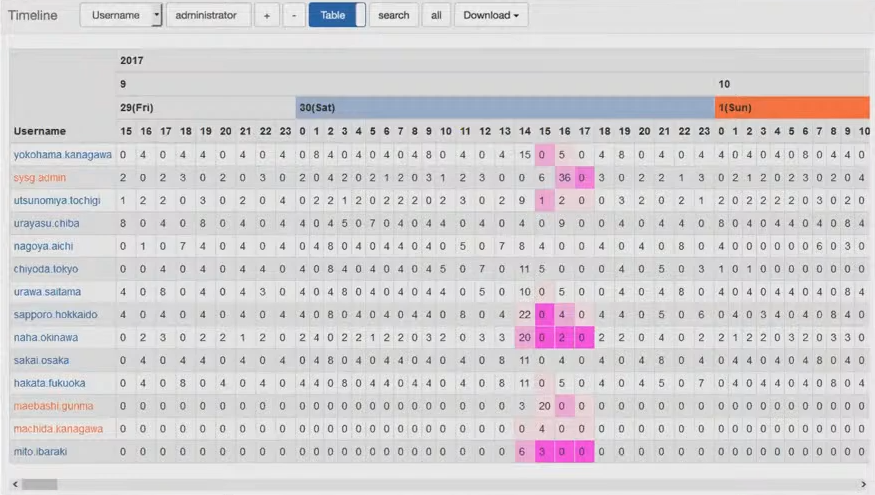 Timeline Username administrator + - Table search all Download
2017
9 10
29(Fri) 30(Sat) 1(Sun)
Username 15 16 17 18 19 20 21 22 23 0 1 2 3 4 5 6 7 8 9 10 11 12 13 14 15 16 17 18 19 20 21 22 23 0 1 2 3 4 5 6 7 8 9 10
yokohama.kanagawa 0 4 0 4 4 0 4 0 4 0 8 4 0 4 0 4 0 4 8 0 4 0 4 15 0 5 0 4 8 0 4 0 4 4 0 4 0 4 0 8 0 4 0 4
sysg.admin 2 0 2 3 0 2 0 3 0 2 0 4 2 0 2 1 2 0 2 3 1 2 3 0 0 6 36 0 3 0 2 2 1 3 0 2 1 2 0 2 3 0 2 0 4
utsunomiya.tochigi 1 2 2 0 3 0 2 0 4 0 2 2 1 2 0 2 2 2 0 2 3 0 2 9 1 2 0 0 3 2 0 2 1 2 0 2 2 2 2 0 3 0 2 0
urayasu.chiba 8 0 4 0 8 0 4 0 4 0 4 0 4 5 0 7 0 4 0 4 4 0 4 0 4 0 9 0 0 4 0 4 0 0 8 0 4 0 4 0 4 0 4 8 4
nagoya.aichi 0 1 0 7 4 0 4 0 4 0 4 8 0 4 0 4 0 4 4 0 5 0 7 8 4 0 0 4 0 4 0 8 0 4 0 0 0 0 0 0 6 0 3 0
chiyoda.tokyo 0 0 4 0 4 0 4 4 0 4 0 8 4 0 4 0 4 0 4 5 0 7 0 11 5 0 0 0 4 0 5 0 3 1 0 1 0 0 0 0 0 0 0 0
urawa.saitama 4 0 8 0 4 0 4 3 0 4 0 4 8 0 4 0 4 0 4 4 0 5 0 10 0 5 0 0 4 0 4 8 0 4 0 4 0 4 0 4 0 4 8 4
sapporo.hokkaido 4 0 4 0 4 0 4 0 4 0 4 0 4 0 4 0 4 0 4 4 8 0 4 22 0 4 0 4 0 4 5 0 6 0 4 0 3 4 0 4 0 8 0 4
naha.okinawa 0 2 3 0 2 2 1 2 0 2 4 0 2 2 1 2 2 0 3 2 0 3 3 20 0 2 0 2 2 0 4 0 2 2 1 2 2 0 3 2 0 3 0 2
sakai.osaka 0 4 0 4 4 0 4 0 4 0 4 8 0 4 0 4 0 4 4 0 4 0 8 11 0 4 0 4 0 4 8 0 4 0 4 0 4 4 0 4 8 0 4 0
hakata.fukuoka 0 4 0 8 0 4 0 4 0 4 4 0 8 0 4 0 4 0 4 4 0 4 8 11 0 5 0 4 0 4 5 0 7 0 4 0 4 4 0 4 0 8 0 4
maebashi.gunma 0 0 0 0 0 0 0 0 0 0 0 0 0 0 0 0 0 0 0 0 0 0 0 3 20 0 0 0 0 0 0 0 0 0 0 0 0 0 0 0 0 0 0 0
machida.kanagawa 0 0 0 0 0 0 0 0 0 0 0 0 0 0 0 0 0 0 0 0 0 0 0 0 4 0 0 0 0 0 0 0 0 0 0 0 0 0 0 0 0 0 0 0
mito.ibaraki 0 0 0 0 0 0 0 0 0 0 0 0 0 0 0 0 0 0 0 0 0 0 0 6 3 0 0 0 0 0 0 0 0 0 0 0 0 0 0 0 0 0 0 0